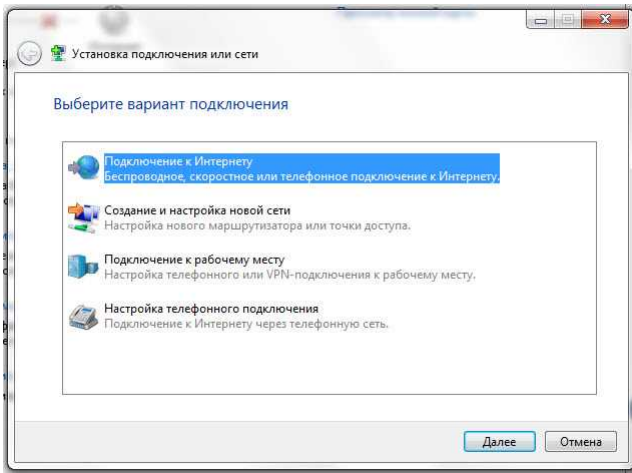 Установка подключения или сети
Выберите вариант подключения
Подключение к Интернету
Беспроводное, скоростное или телефонное подключение к Интернету.
Создание и настройка новой сети
Настройка нового маршрутизатора или точки доступа.
Подключение к рабочему месту
Настройка телефонного или VPN-подключения к рабочему месту.
Настройка телефонного подключения
Подключение к Интернету через телефонную сеть.
Далее
Отмена